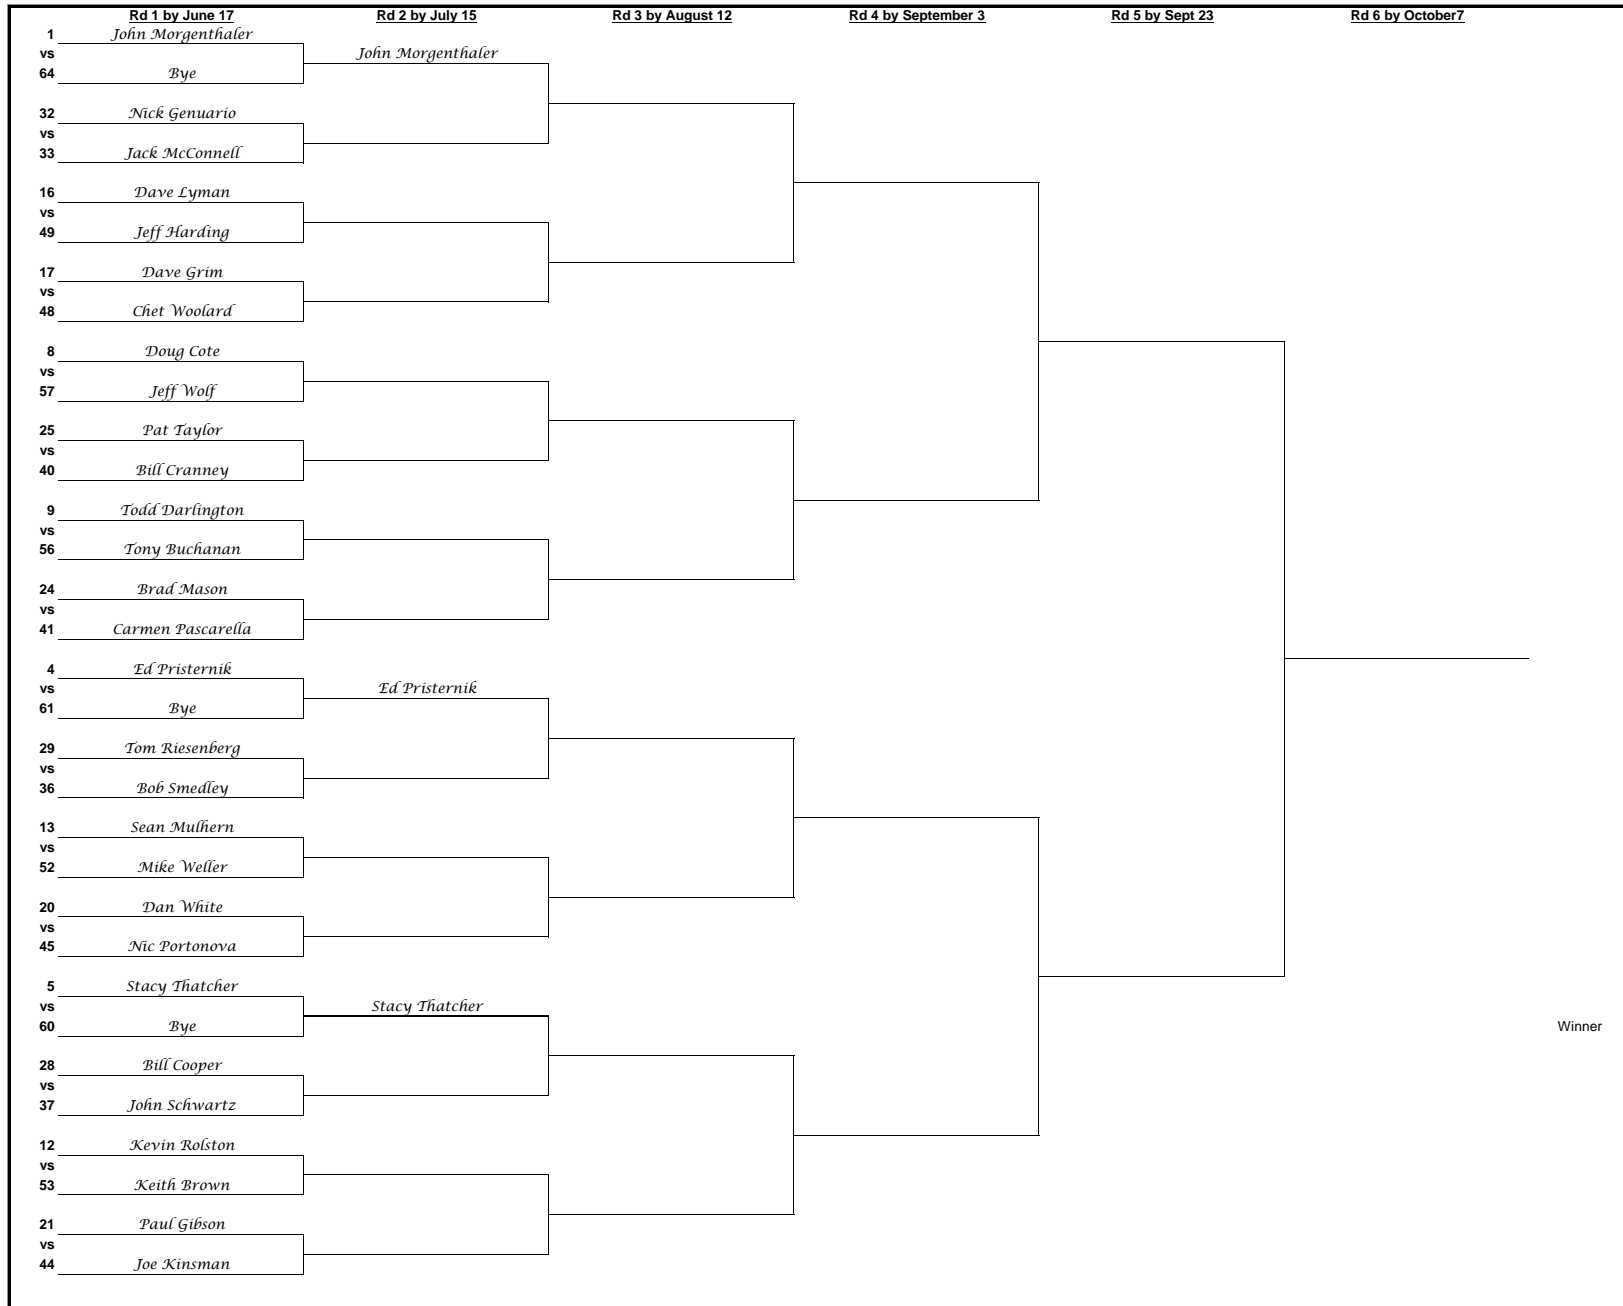 Rd 1 by June 17 Rd 2 by July 15 Rd 3 by August 12 Rd 4 by September 3 Rd 5 by Sept 23 Rd 6 by October7
1 John Morgenthaler
vs John Morgenthaler
64 Bye
32 Nick Genuario
vs
33 Jack McConnell
16 Dave Lyman
vs
49 Jeff Harding
17 Dave Grim
vs
48 Chet Woolard
8 Doug Cote
vs
57 Jeff Wolf
25 Pat Taylor
vs
40 Bill Cranney
9 Todd Darlington
vs
56 Tony Buchanan
24 Brad Mason
vs
41 Carmen Pascarella
4 Ed Pristernik
vs Ed Pristernik
61 Bye
29 Tom Riesenberg
vs
36 Bob Smedley
13 Sean Mulhern
vs
52 Mike Weller
20 Dan White
vs
45 Nic Portonova
5 Stacy Thatcher
vs Stacy Thatcher
60 Bye Winner
28 Bill Cooper
vs
37 John Schwartz
12 Kevin Rolston
vs
53 Keith Brown
21 Paul Gibson
vs
44 Joe Kinsman